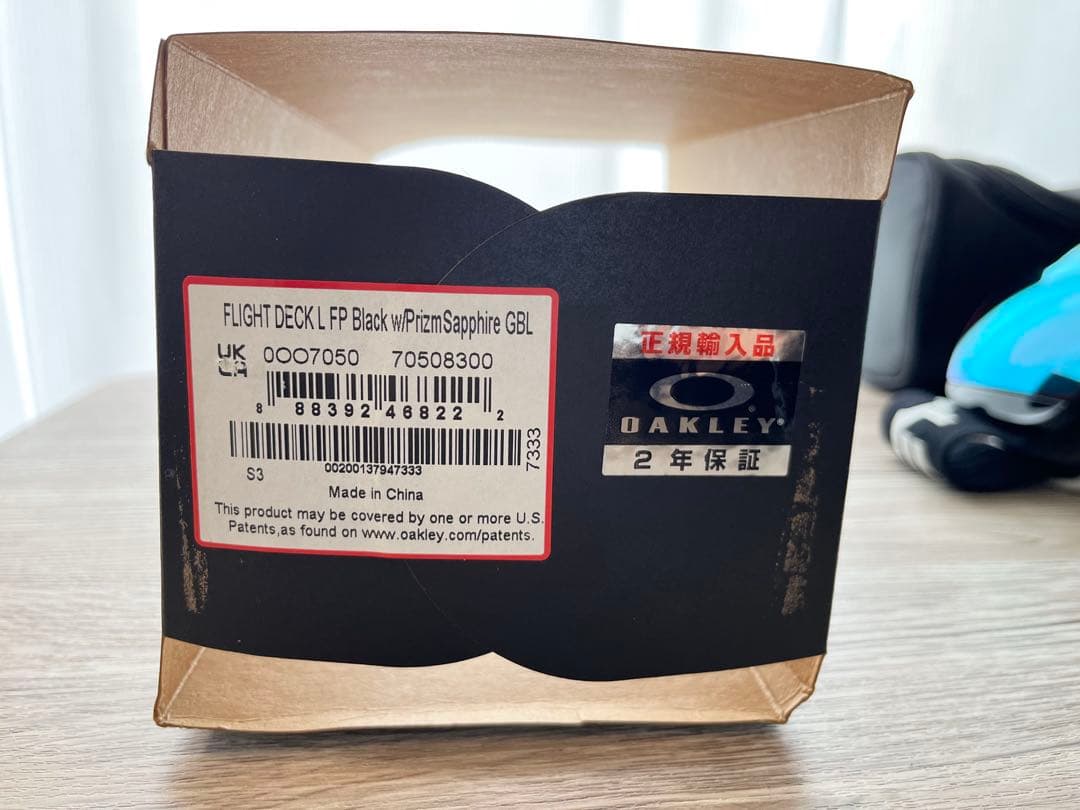 FLIGHT DECK L FP Black w/PrizmSapphire GBL
UK
CA
0OO7050 70508300
8 88392 46822 2
00200137947333
7333
S3
Made in China
This product may be covered by one or more U.S.
Patents,as found on www.oakley.com/patents.
正規輸入品
OAKLEY
2年保証